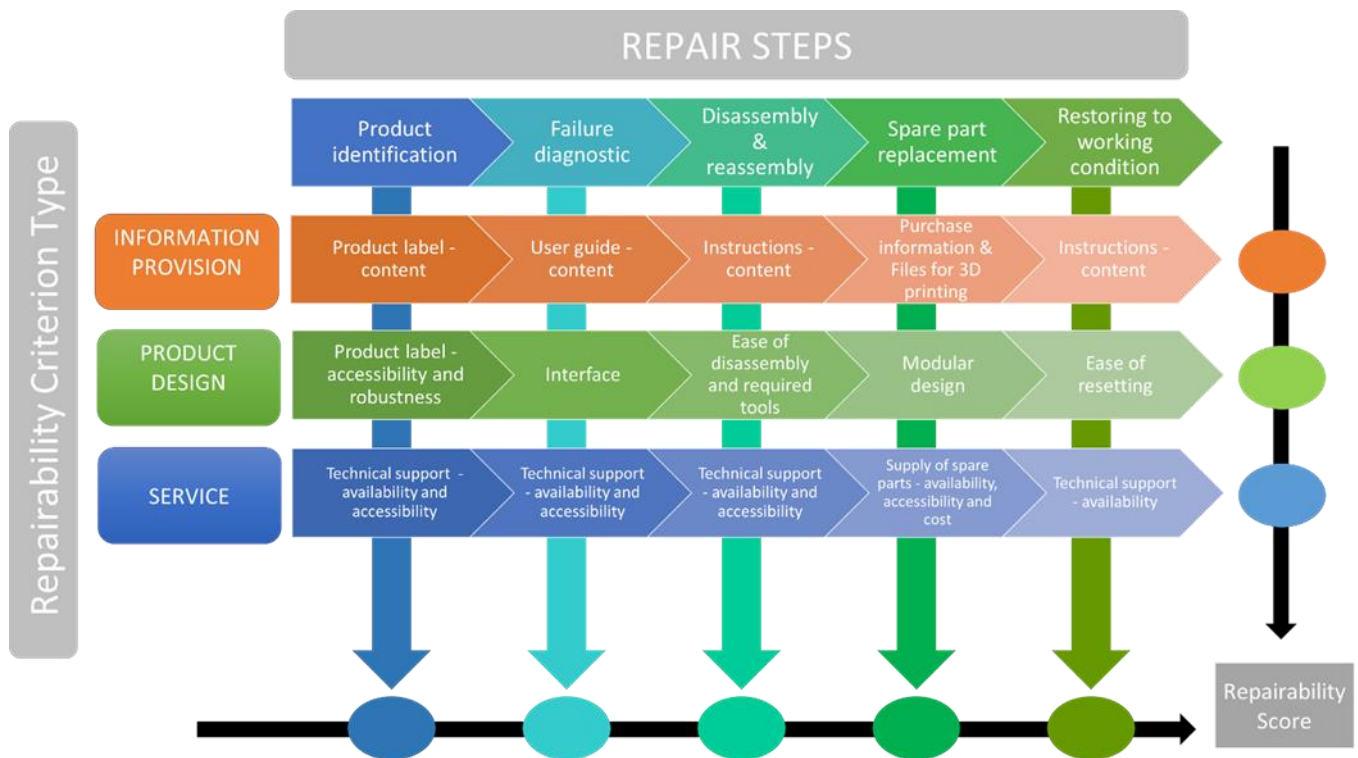 REPAIR STEPS
Repairability Criterion Type
Product
identification
Failure
diagnostic
Disassembly
&
reassembly
Spare part
replacement
Restoring to
working
condition
INFORMATION
PROVISION
Product label -
content
User guide -
content
Instructions -
content
Purchase
information &
Files for 3D
printing
Instructions -
content
PRODUCT
DESIGN
Product label -
accessibility and
robustness
Interface
Ease of
disassembly
and required
tools
Modular
design
Ease of
resetting
SERVICE
Technical support -
availability and
accessibility
Technical support
- availability and
accessibility
Technical support
- availability and
accessibility
Supply of spare
parts - availability,
accessibility and
cost
Technical support
- availability
Repairability
Score